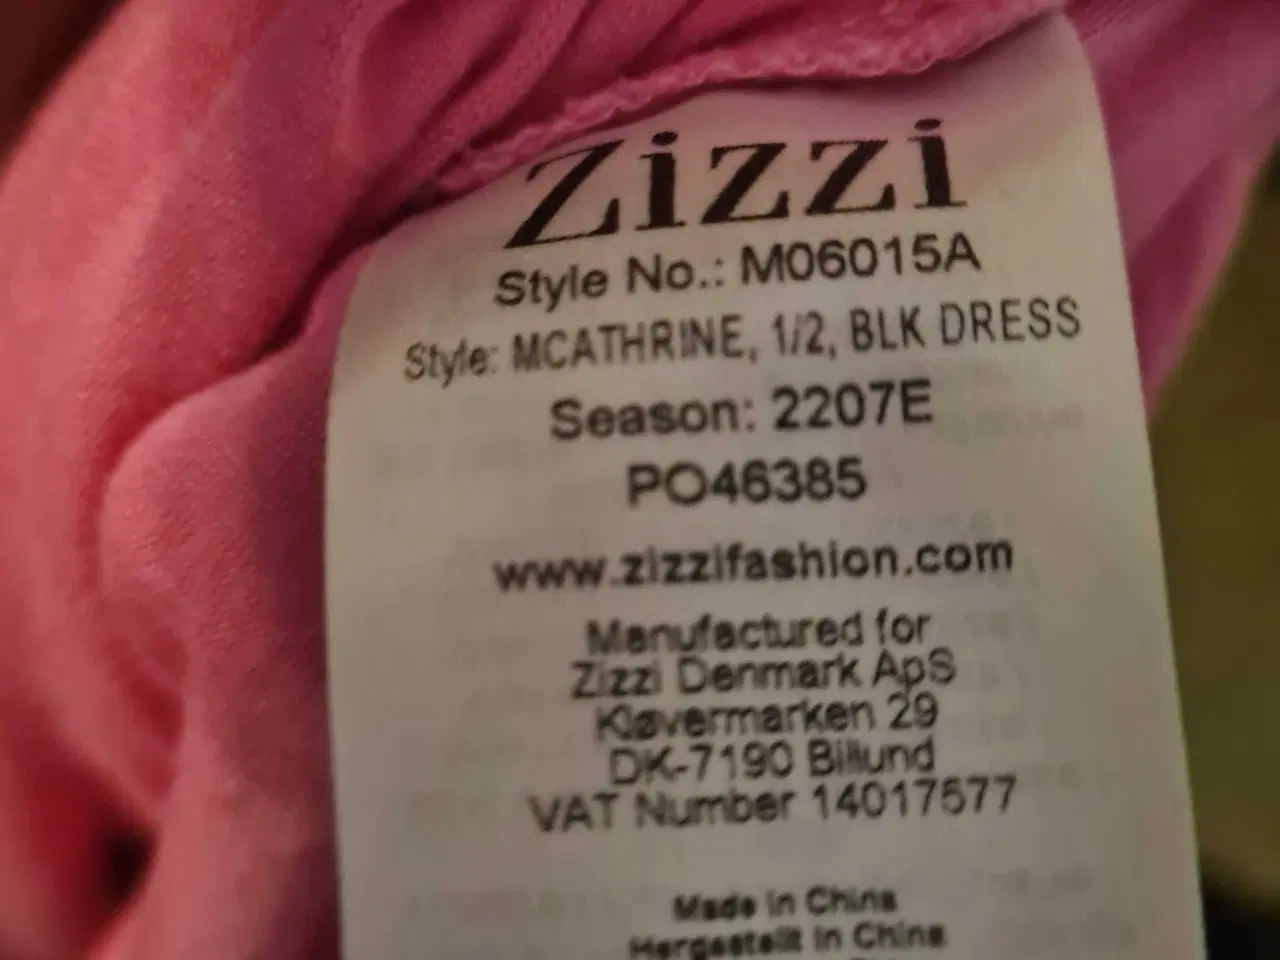 Zizzi
Style No.: M06015A
Style: MCATHRINE, 1/2, BLK DRESS
Season: 2207E
PO46385
www.zizzifashion.com
Manufactured for
Zizzi Denmark ApS
Kløvermarken 29
DK-7190 Billund
VAT Number 14017577
Made in China
Hergestellt in China